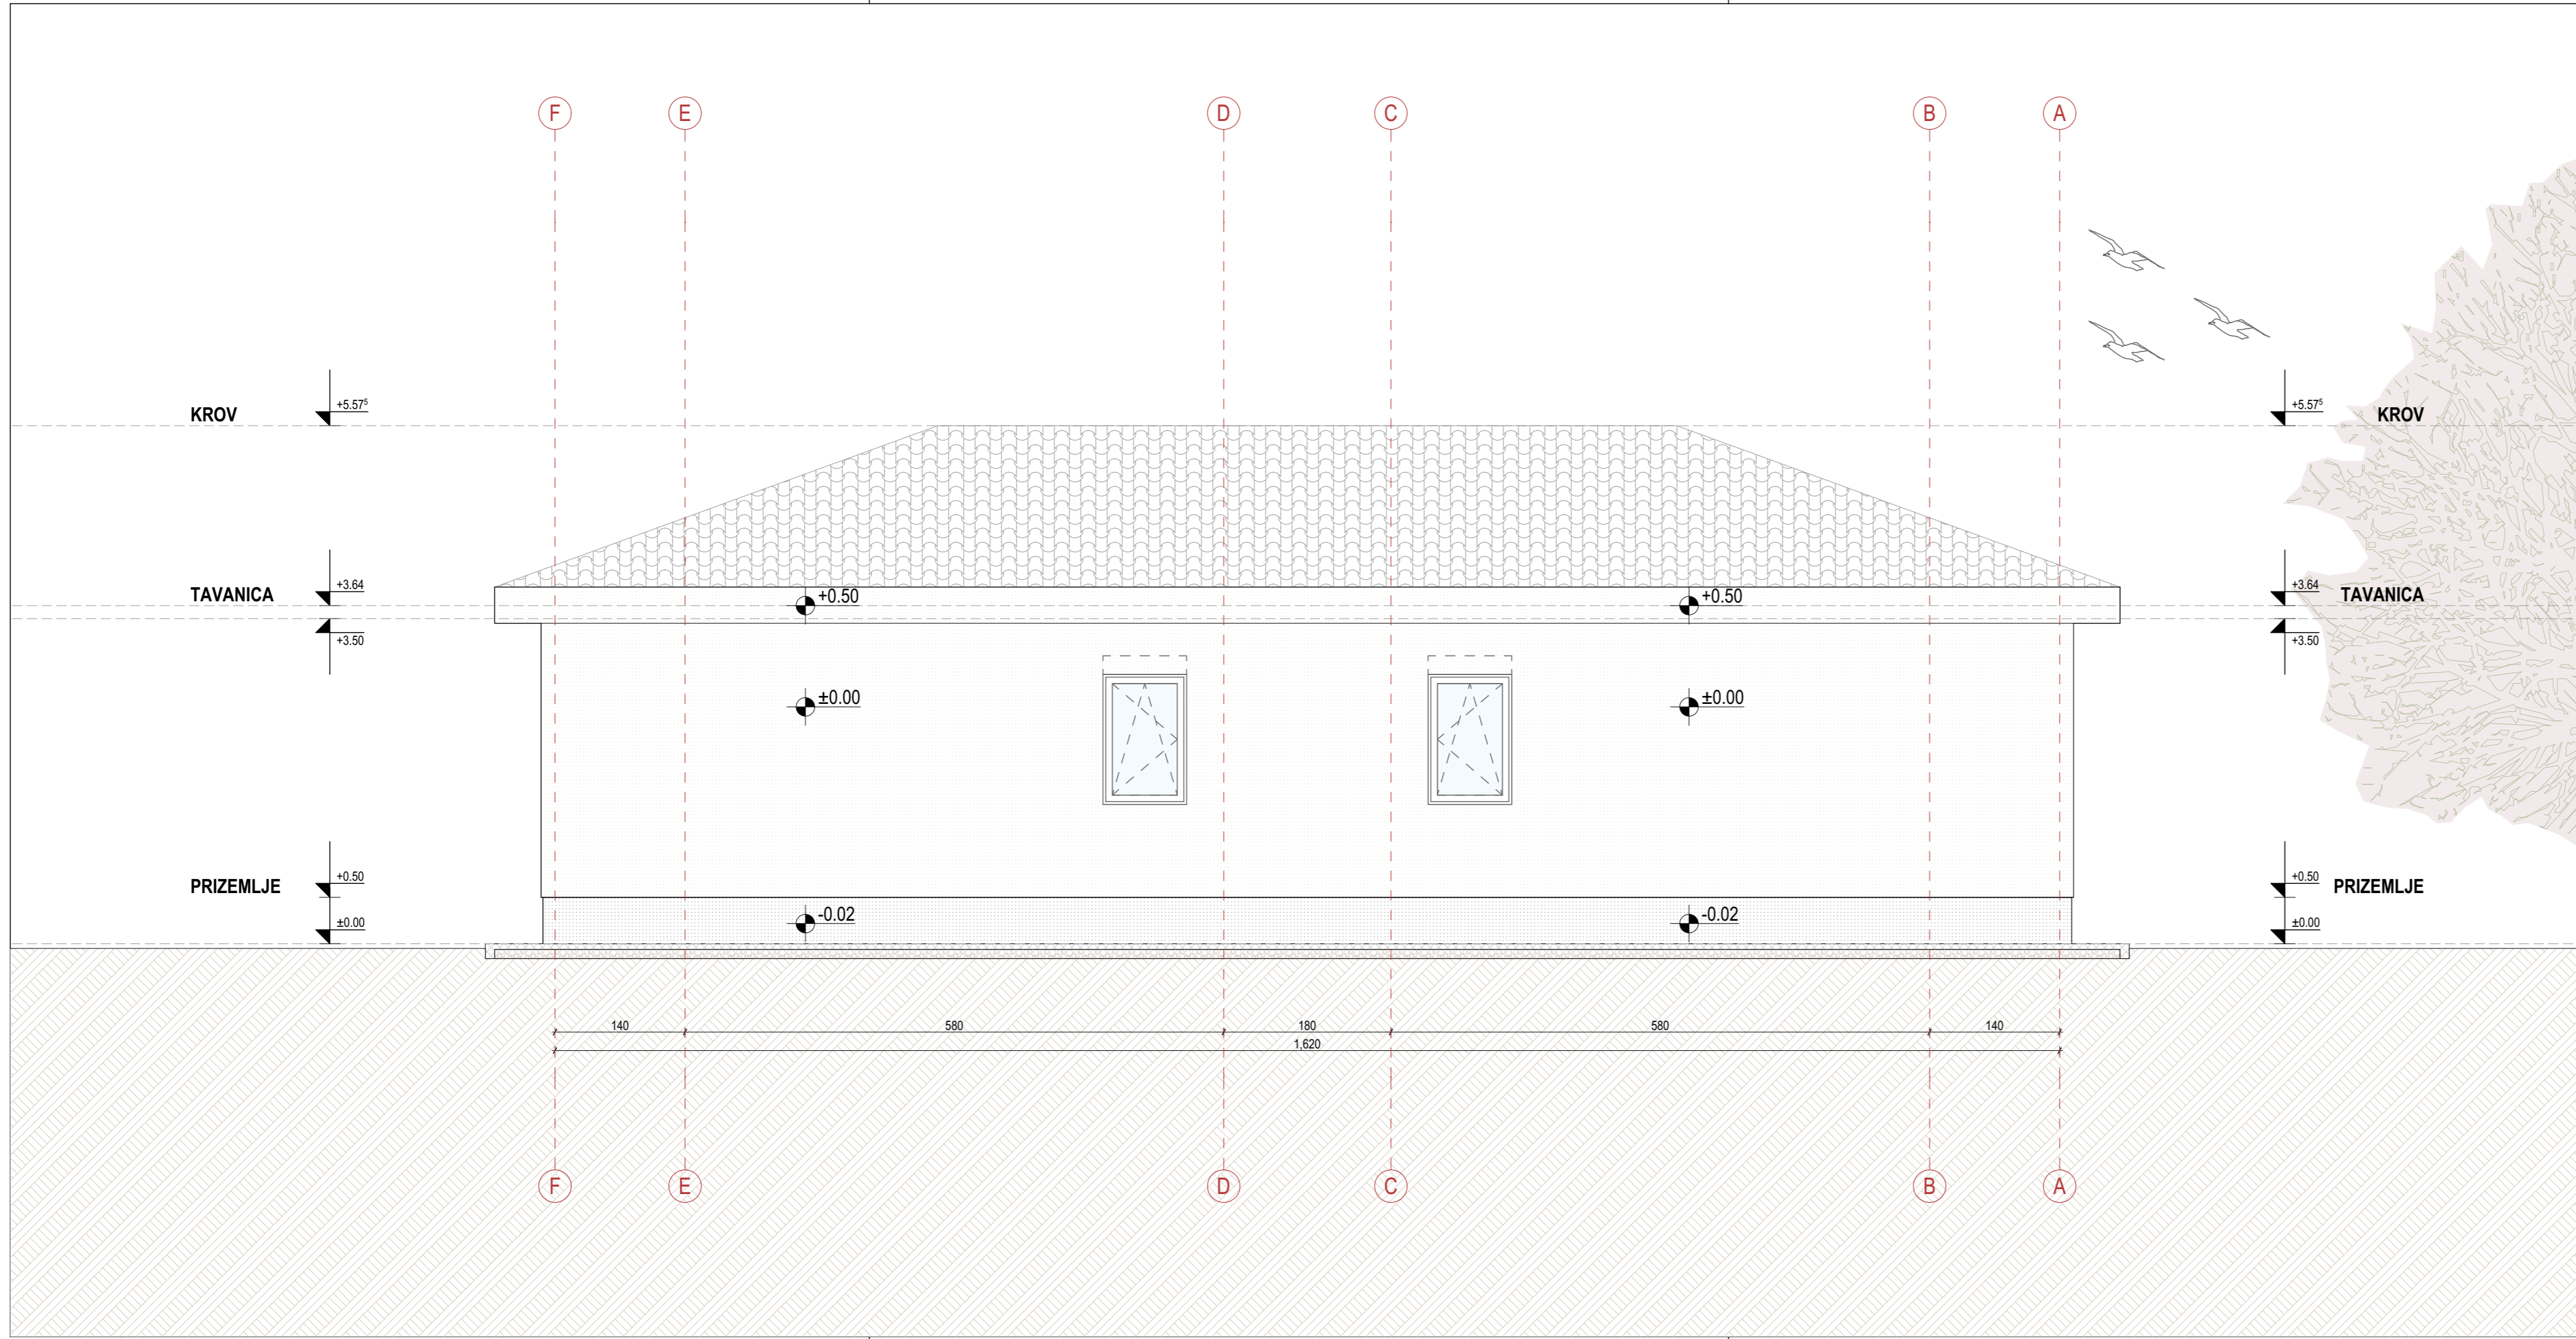 F E D C B A
+5.57⁵ +5.57⁵
KROV KROV
+3.64 +3.64
TAVANICA +0.50 +0.50 TAVANICA
+3.50 +3.50
±0.00 ±0.00
+0.50 +0.50
PRIZEMLJE PRIZEMLJE
-0.02 -0.02
±0.00 ±0.00
140 580 180 580 140
1,620
F E D C B A